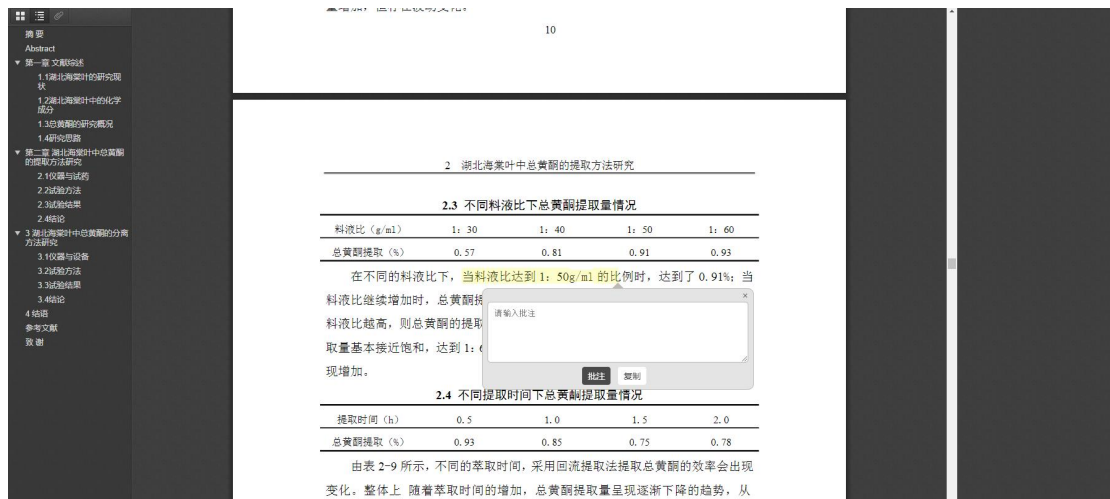 摘要
Abstract
第一章 文献综述
1.1湖北海棠叶的研究现
状
1.2湖北海棠叶中的化学
成分
1.3总黄酮的研究概况
1.4研究思路
第二章 湖北海棠叶中总黄酮
的提取方法研究
2.1仪器与试药
2.2试验方法
2.3试验结果
2.4结论
3 湖北海棠叶中总黄酮的分离
方法研究
3.1仪器与设备
3.2试验方法
3.3试验结果
3.4结论
4 结语
参考文献
致 谢
10
2 湖北海棠叶中总黄酮的提取方法研究
2.3 不同料液比下总黄酮提取量情况
料液比（g/ml） 1：30 1：40 1：50 1：60
总黄酮提取（%） 0.57 0.81 0.91 0.93
在不同的料液比下，当料液比达到 1：50g/ml 的比例时，达到了 0.91%；当
料液比继续增加时，总黄酮
料液比越高，则总黄酮的提取
取量基本接近饱和，达到 1：
现增加。
请输入批注
批注 复制
2.4 不同提取时间下总黄酮提取量情况
提取时间（h） 0.5 1.0 1.5 2.0
总黄酮提取（%） 0.93 0.85 0.75 0.78
由表 2-9 所示，不同的萃取时间，采用回流提取法提取总黄酮的效率会出现
变化。整体上 随着萃取时间的增加，总黄酮提取量呈现逐渐下降的趋势，从